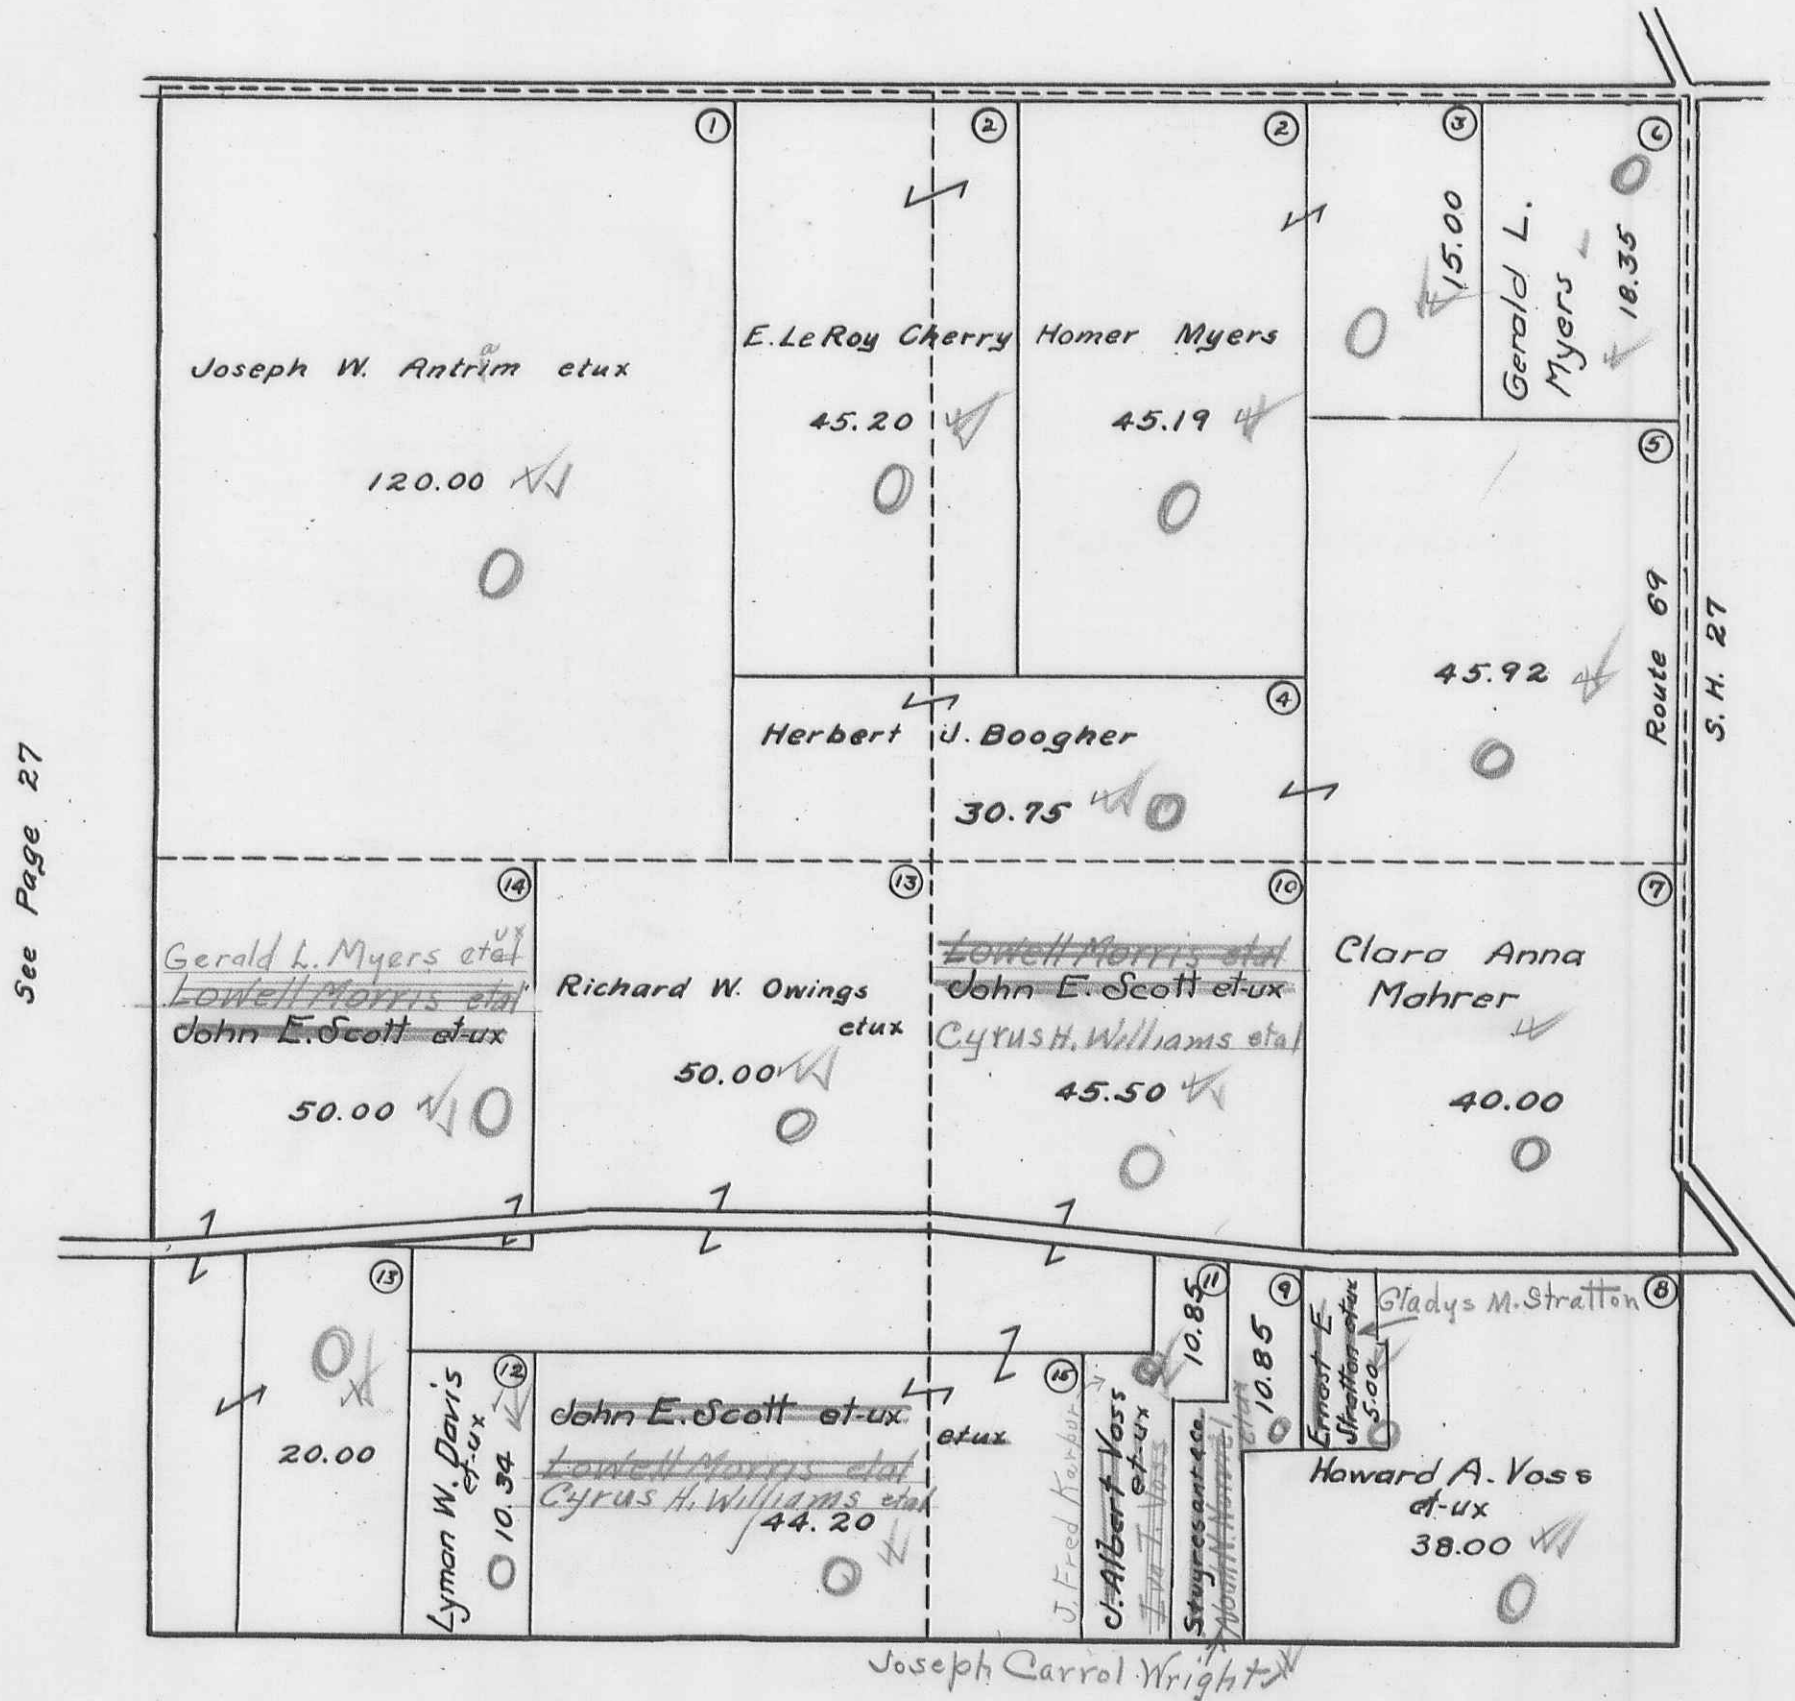 1
2
2
3
6
15.00
Gerald L.
Myers
18.35
Joseph W. Antrim etux
a
120.00
E. LeRoy Cherry
45.20
Homer Myers
45.19
5
45.92
Route 69
S. H. 27
4
Herbert J. Boogher
30.75
See Page 27
14
Gerald L. Myers etal
ux
Lowell Morris etal
John E. Scott et-ux
50.00
13
Richard W. Owings
etux
50.00
10
Lowell Morris etal
John E. Scott et-ux
Cyrus H. Williams etal
45.50
7
Clara Anna
Mahrer
40.00
13
20.00
12
Lyman W. Davis
et-ux
10.34
John E. Scott et-ux
etux
Lowell Morris etal
Cyrus H. Williams etal
44.20
15
J. Fred
J. Albert Voss
et-ux
Voss
11
10.85
9
10.85
etux
Ernest E.
Stratton et-ux
5.00
Gladys M. Stratton
8
Howard A. Voss
et-ux
38.00
Joseph Carrol Wright